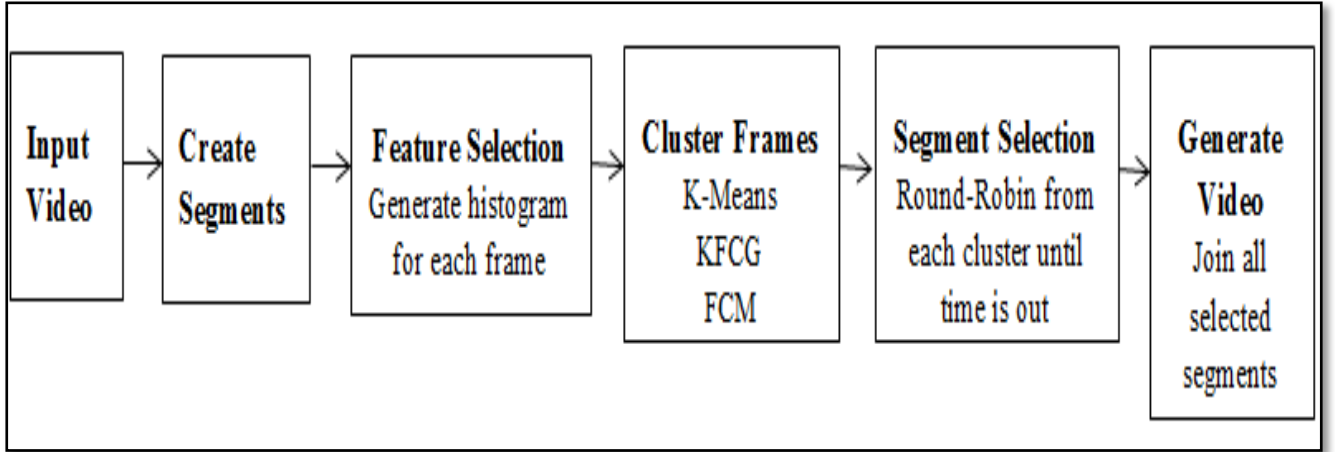 Input
Video
Create
Segments
Feature Selection
Generate histogram
for each frame
Cluster Frames
K-Means
KFCG
FCM
Segment Selection
Round-Robin from
each cluster until
time is out
Generate
Video
Join all
selected
segments